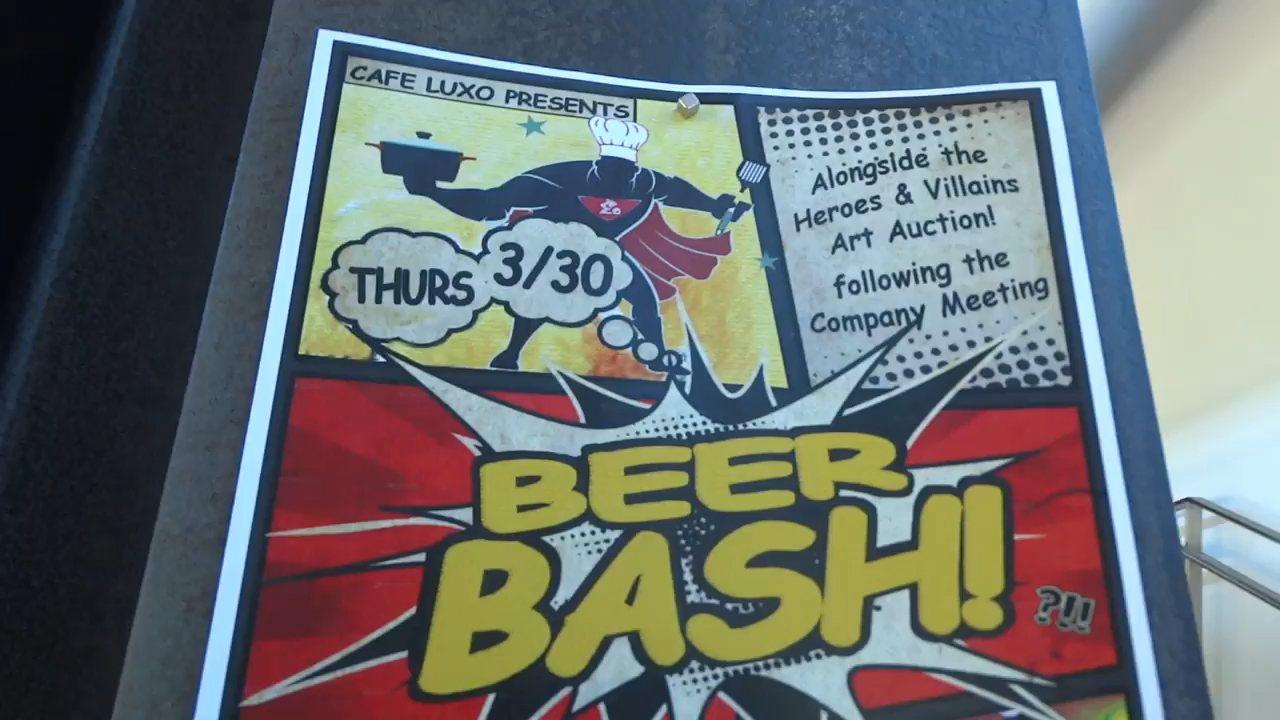 CAFE LUXO PRESENTS
THURS
3/30
Alongside the
Heroes & Villains
Art Auction!
following the
Company Meeting
BEER
BASH!
?!!